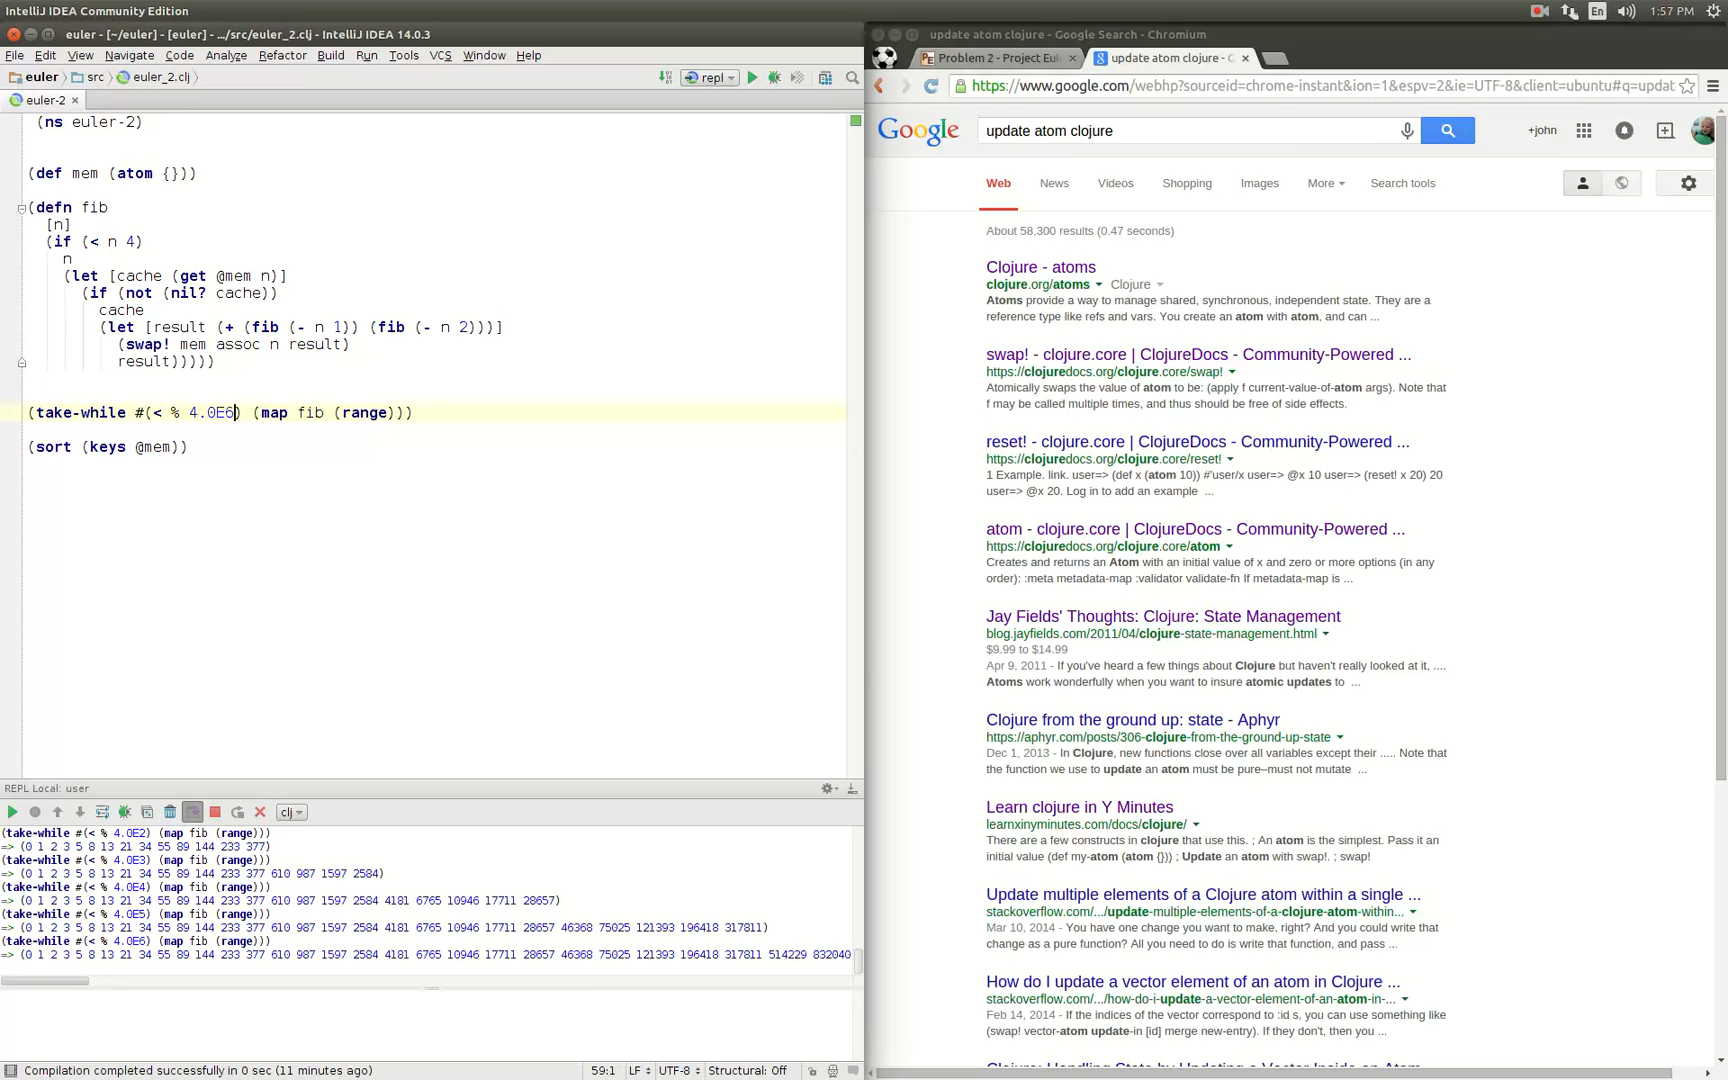 IntelliJ IDEA Community Edition
En
1:57 PM
euler - [~/euler] - [euler] - .../src/euler_2.clj - IntelliJ IDEA 14.0.3
File Edit View Navigate Code Analyze Refactor Build Run Tools VCS Window Help
euler src euler_2.clj
repl
euler-2
(ns euler-2)
(def mem (atom {}))
(defn fib
[n]
(if (< n 4)
n
(let [cache (get @mem n)]
(if (not (nil? cache))
cache
(let [result (+ (fib (- n 1)) (fib (- n 2)))]
(swap! mem assoc n result)
result)))))
(take-while #(< % 4.0E6) (map fib (range)))
(sort (keys @mem))
REPL Local: user
clj
(take-while #(< % 4.0E2) (map fib (range)))
=> (0 1 2 3 5 8 13 21 34 55 89 144 233 377)
(take-while #(< % 4.0E3) (map fib (range)))
=> (0 1 2 3 5 8 13 21 34 55 89 144 233 377 610 987 1597 2584)
(take-while #(< % 4.0E4) (map fib (range)))
=> (0 1 2 3 5 8 13 21 34 55 89 144 233 377 610 987 1597 2584 4181 6765 10946 17711 28657)
(take-while #(< % 4.0E5) (map fib (range)))
=> (0 1 2 3 5 8 13 21 34 55 89 144 233 377 610 987 1597 2584 4181 6765 10946 17711 28657 46368 75025 121393 196418 317811)
(take-while #(< % 4.0E6) (map fib (range)))
=> (0 1 2 3 5 8 13 21 34 55 89 144 233 377 610 987 1597 2584 4181 6765 10946 17711 28657 46368 75025 121393 196418 317811 514229 832040
Compilation completed successfully in 0 sec (11 minutes ago) 59:1 LF UTF-8 Structural: Off
update atom clojure - Google Search - Chromium
Problem 2 - Project Eul
update atom clojure - G
https://www.google.com/webhp?sourceid=chrome-instant&ion=1&espv=2&ie=UTF-8&client=ubuntu#q=updat
Google
update atom clojure
+john
Web News Videos Shopping Images More Search tools
About 58,300 results (0.47 seconds)
Clojure - atoms
clojure.org/atoms Clojure
Atoms provide a way to manage shared, synchronous, independent state. They are a
reference type like refs and vars. You create an atom with atom, and can ...
swap! - clojure.core | ClojureDocs - Community-Powered ...
https://clojuredocs.org/clojure.core/swap!
Atomically swaps the value of atom to be: (apply f current-value-of-atom args). Note that
f may be called multiple times, and thus should be free of side effects.
reset! - clojure.core | ClojureDocs - Community-Powered ...
https://clojuredocs.org/clojure.core/reset!
1 Example. link. user=> (def x (atom 10)) #'user/x user=> @x 10 user=> (reset! x 20) 20
user=> @x 20. Log in to add an example ...
atom - clojure.core | ClojureDocs - Community-Powered ...
https://clojuredocs.org/clojure.core/atom
Creates and returns an Atom with an initial value of x and zero or more options (in any
order): :meta metadata-map :validator validate-fn If metadata-map is ...
Jay Fields' Thoughts: Clojure: State Management
blog.jayfields.com/2011/04/clojure-state-management.html
$9.99 to $14.99
Apr 9, 2011 - If you've heard a few things about Clojure but haven't really looked at it, ....
Atoms work wonderfully when you want to insure atomic updates to ...
Clojure from the ground up: state - Aphyr
https://aphyr.com/posts/306-clojure-from-the-ground-up-state
Dec 1, 2013 - In Clojure, new functions close over all variables except their ..... Note that
the function we use to update an atom must be pure–must not mutate ...
Learn clojure in Y Minutes
learnxinyminutes.com/docs/clojure/
There are a few constructs in clojure that use this. ; An atom is the simplest. Pass it an
initial value (def my-atom (atom {})) ; Update an atom with swap!. ; swap!
Update multiple elements of a Clojure atom within a single ...
stackoverflow.com/.../update-multiple-elements-of-a-clojure-atom-within...
Mar 10, 2014 - You have one change you want to make, right? And you could write that
change as a pure function? All you need to do is write that function, and pass ...
How do I update a vector element of an atom in Clojure ...
stackoverflow.com/.../how-do-i-update-a-vector-element-of-an-atom-in-...
Feb 14, 2014 - If the indices of the vector correspond to :id s, you can use something like
(swap! vector-atom update-in [id] merge new-entry). If they don't, then you ...
Clojure: Handling State by Updating a Vector Inside an Atom